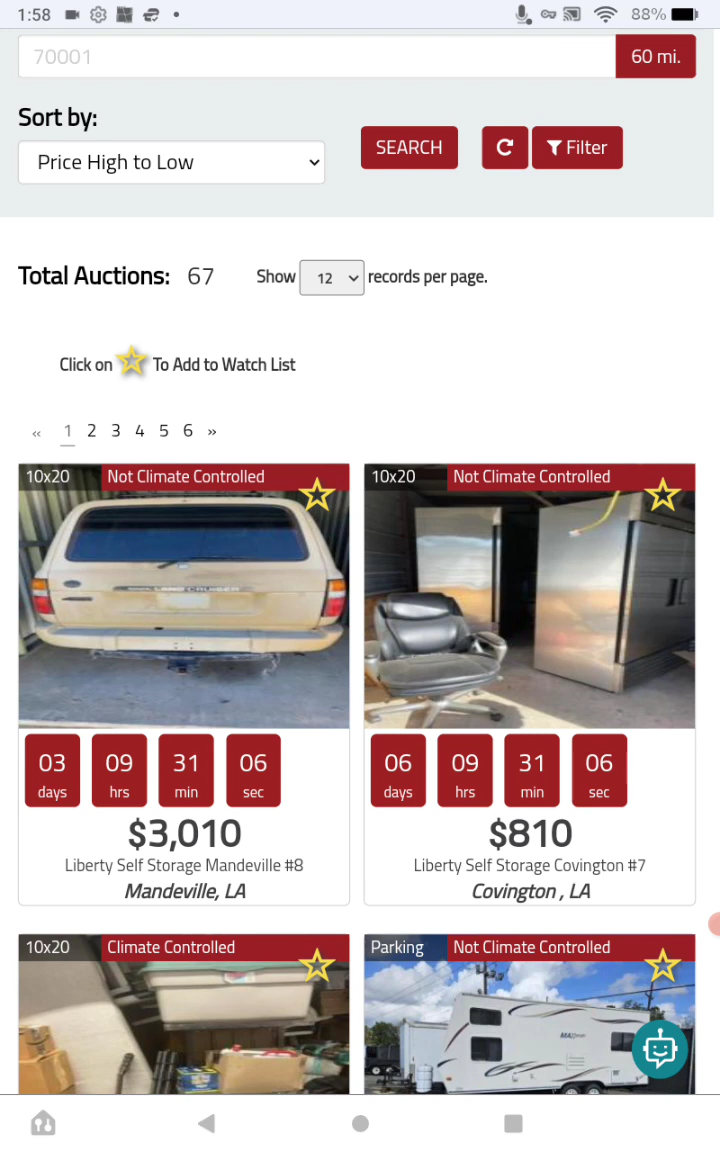 1:58 88%
70001 60 mi.
Sort by:
Price High to Low SEARCH Filter
Total Auctions: 67 Show 12 records per page.
Click on To Add to Watch List
« 1 2 3 4 5 6 »
10x20 Not Climate Controlled
LAND CRUISER
03 09 31 06
days hrs min sec
$3,010
Liberty Self Storage Mandeville #8
Mandeville, LA
10x20 Not Climate Controlled
06 09 31 06
days hrs min sec
$810
Liberty Self Storage Covington #7
Covington , LA
10x20 Climate Controlled
Parking Not Climate Controlled